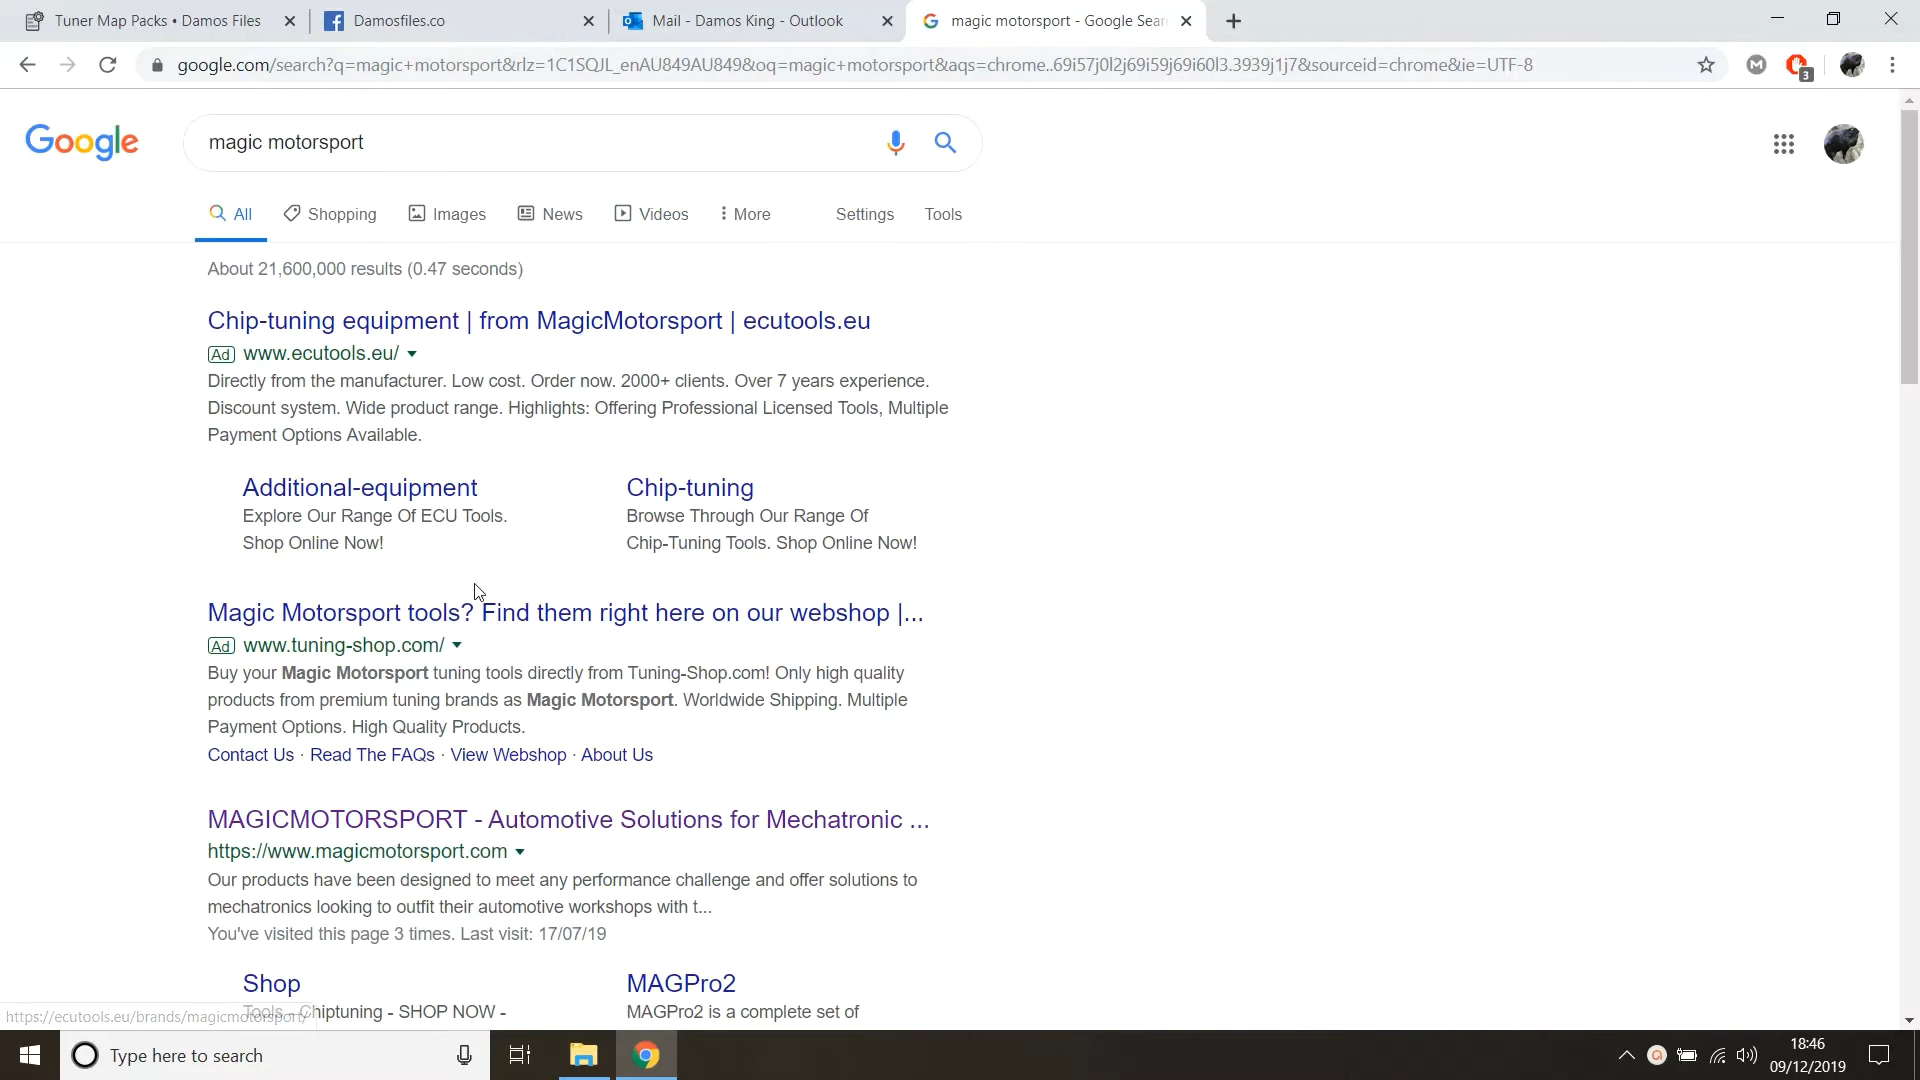 Tuner Map Packs • Damos Files
Damosfiles.co
Mail - Damos King - Outlook
magic motorsport - Google Sear
google.com/search?q=magic+motorsport&rlz=1C1SQJL_enAU849AU849&oq=magic+motorsport&aqs=chrome..69i57j0l2j69i59j69i60l3.3939j1j7&sourceid=chrome&ie=UTF-8
M
3
Google
magic motorsport
All
Shopping
Images
News
Videos
More
Settings
Tools
About 21,600,000 results (0.47 seconds)
Chip-tuning equipment | from MagicMotorsport | ecutools.eu
Ad www.ecutools.eu/
Directly from the manufacturer. Low cost. Order now. 2000+ clients. Over 7 years experience.
Discount system. Wide product range. Highlights: Offering Professional Licensed Tools, Multiple
Payment Options Available.
Additional-equipment
Explore Our Range Of ECU Tools.
Shop Online Now!
Chip-tuning
Browse Through Our Range Of
Chip-Tuning Tools. Shop Online Now!
Magic Motorsport tools? Find them right here on our webshop |...
Ad www.tuning-shop.com/
Buy your Magic Motorsport tuning tools directly from Tuning-Shop.com! Only high quality
products from premium tuning brands as Magic Motorsport. Worldwide Shipping. Multiple
Payment Options. High Quality Products.
Contact Us · Read The FAQs · View Webshop · About Us
MAGICMOTORSPORT - Automotive Solutions for Mechatronic ...
https://www.magicmotorsport.com
Our products have been designed to meet any performance challenge and offer solutions to
mechatronics looking to outfit their automotive workshops with t...
You've visited this page 3 times. Last visit: 17/07/19
Shop
Tools - Chiptuning - SHOP NOW -
MAGPro2
MAGPro2 is a complete set of
https://ecutools.eu/brands/magicmotorsport/
Type here to search
18:46
09/12/2019